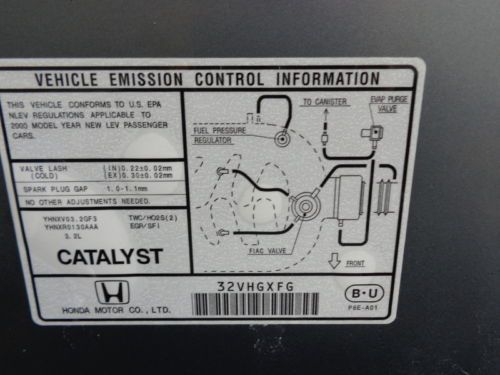 VEHICLE EMISSION CONTROL INFORMATION
THIS VEHICLE CONFORMS TO U.S. EPA
NLEV REGULATIONS APPLICABLE TO
2000 MODEL YEAR NEW LEV PASSENGER
CARS.
VALVE LASH (IN)0.22±0.02mm
(COLD) (EX)0.30±0.02mm
SPARK PLUG GAP 1.0-1.1mm
NO OTHER ADJUSTMENTS NEEDED.
YHNXV03.2GF3 TWC/HO2S(2)
YHNXR0130AAA EGR/SFI
3.2L
CATALYST
TO CANISTER
EVAP PURGE
VALVE
FUEL PRESSURE
REGULATOR
FIAC VALVE
FRONT
HONDA MOTOR CO., LTD.
32VHGXFG
B·U
P8E-A01